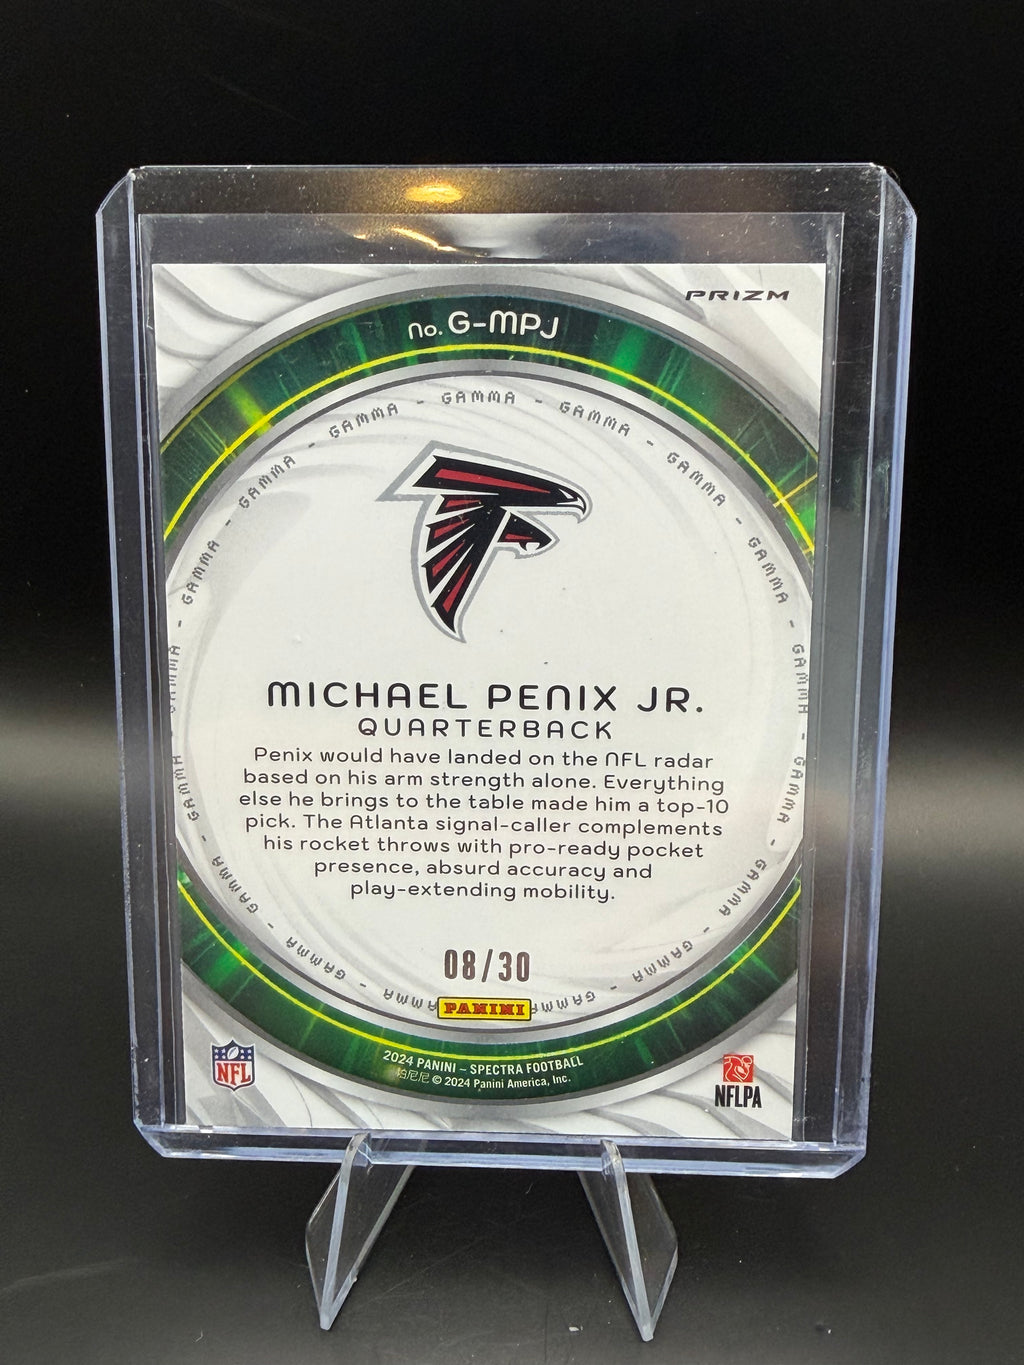 PRIZM
No. G-MPJ
GAMMA - GAMMA - GAMMA - GAMMA - GAMMA - GAMMA - GAMMA - GAMMA - GAMMA - GAMMA - GAMMA - GAMMA - GAMMA - GAMMA - GAMMA - GAMMA - GAMMA - GAMMA
MICHAEL PENIX JR.
QUARTERBACK
Penix would have landed on the NFL radar
based on his arm strength alone. Everything
else he brings to the table made him a top-10
pick. The Atlanta signal-caller complements
his rocket throws with pro-ready pocket
presence, absurd accuracy and
play-extending mobility.
08/30
PANINI
2024 PANINI – SPECTRA FOOTBALL
帕尼尼 © 2024 Panini America, Inc.
NFL
NFLPA